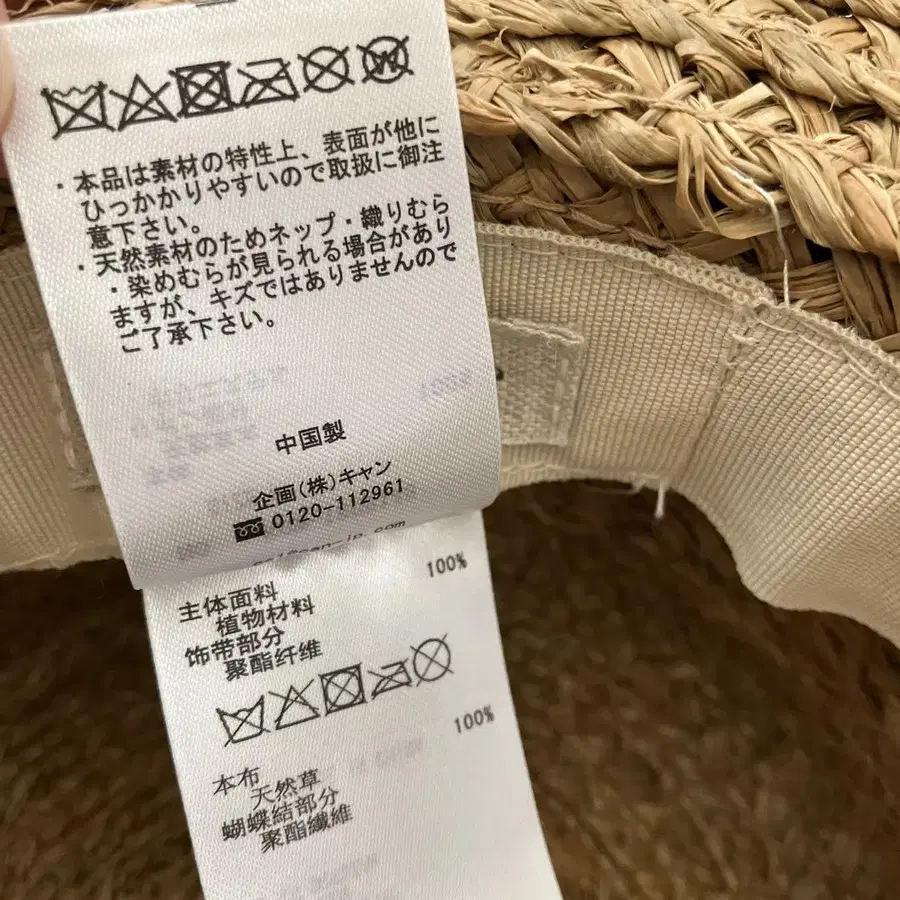 ・本品は素材の特性上、表面が他に
ひっかかりやすいので取扱に御注
意下さい。
・天然素材のためネップ・織りむら
・染めむらが見られる場合があり
ますが、キズではありませんので
ご了承下さい。
中国製
企画(株)キャン
0120-112961
100%
主体面料
植物材料
饰带部分
聚酯纤维
100%
本布
天然草
蝴蝶結部分
聚酯纖維